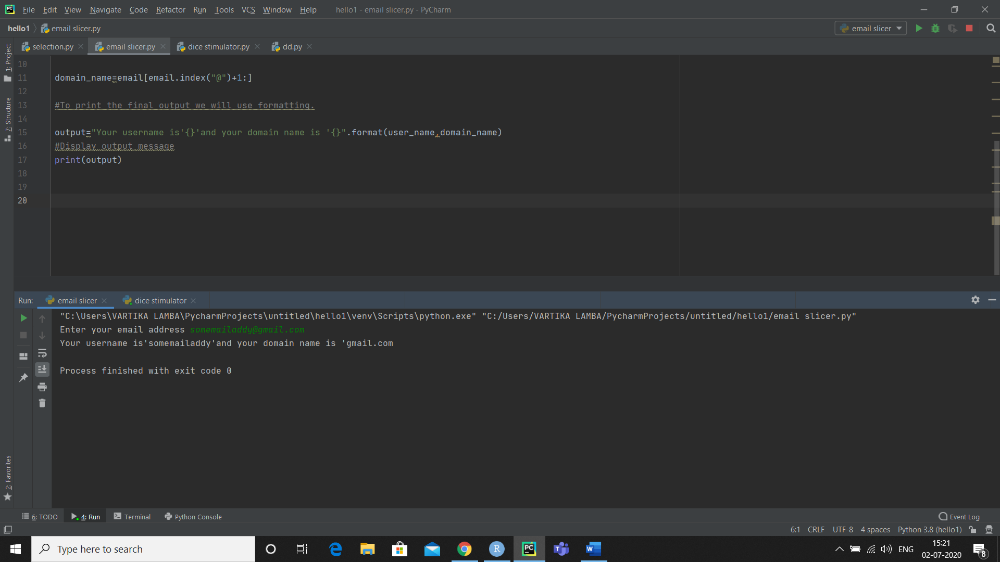 File Edit View Navigate Code Refactor Run Tools VCS Window Help hello1 - email slicer.py - PyCharm
hello1 email slicer.py email slicer
selection.py email slicer.py dice stimulator.py dd.py
1: Project
7: Structure
10
11 domain_name=email[email.index("@")+1:]
12
13 #To print the final output we will use formatting.
14
15 output="Your username is'{}'and your domain name is '{}".format(user_name,domain_name)
16 #Display output message
17 print(output)
18
19
20
Run: email slicer dice stimulator
"C:\Users\VARTIKA LAMBA\PycharmProjects\untitled\hello1\venv\Scripts\python.exe" "C:/Users/VARTIKA LAMBA/PycharmProjects/untitled/hello1/email slicer.py"
Enter your email address somemailaddy@gmail.com
Your username is'somemailaddy'and your domain name is 'gmail.com
Process finished with exit code 0
2: Favorites
6: TODO 4: Run Terminal Python Console Event Log
6:1 CRLF UTF-8 4 spaces Python 3.8 (hello1)
Type here to search
ENG
15:21
02-07-2020
8